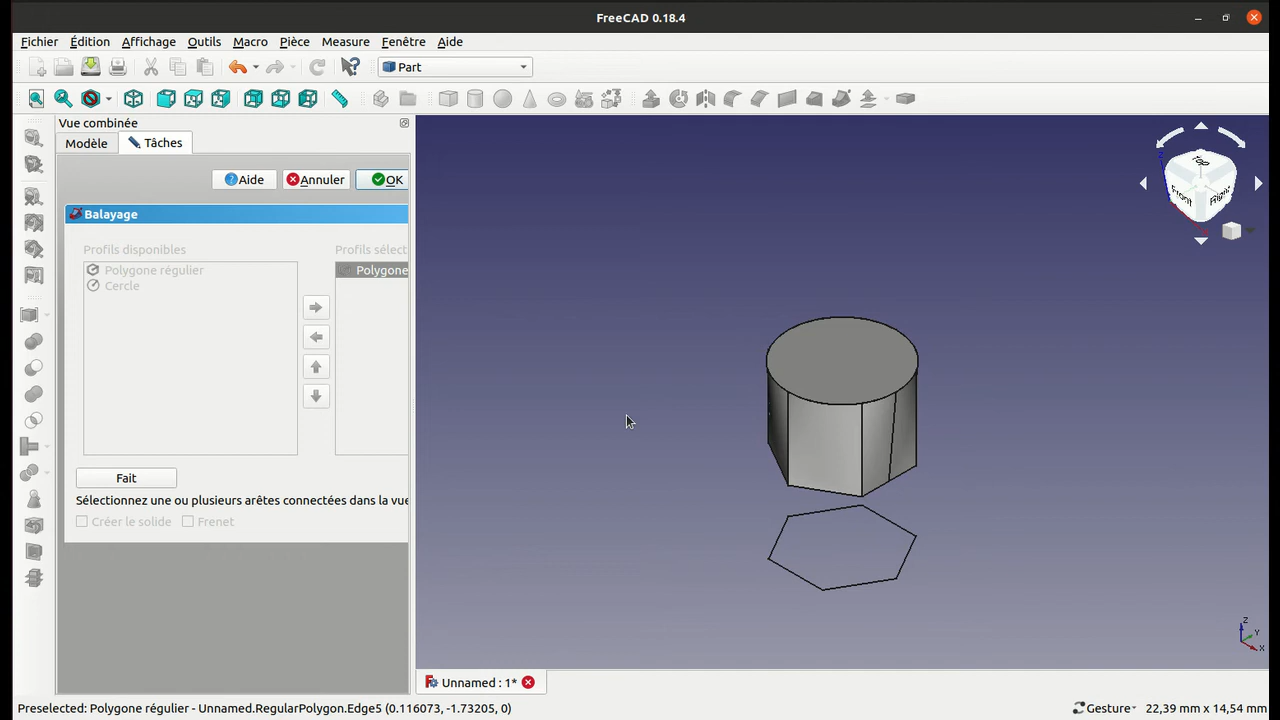 FreeCAD 0.18.4
Fichier Édition Affichage Outils Macro Pièce Measure Fenêtre Aide
Part
Vue combinée
Modèle Tâches
Aide Annuler OK
Balayage
Profils disponibles Profils sélect
Polygone régulier Polygone
Cercle
Fait
Sélectionnez une ou plusieurs arêtes connectées dans la vue
Créer le solide Frenet
Front Right
Z
Y
X
Unnamed : 1*
Preselected: Polygone régulier - Unnamed.RegularPolygon.Edge5 (0.116073, -1.73205, 0) Gesture 22,39 mm x 14,54 mm